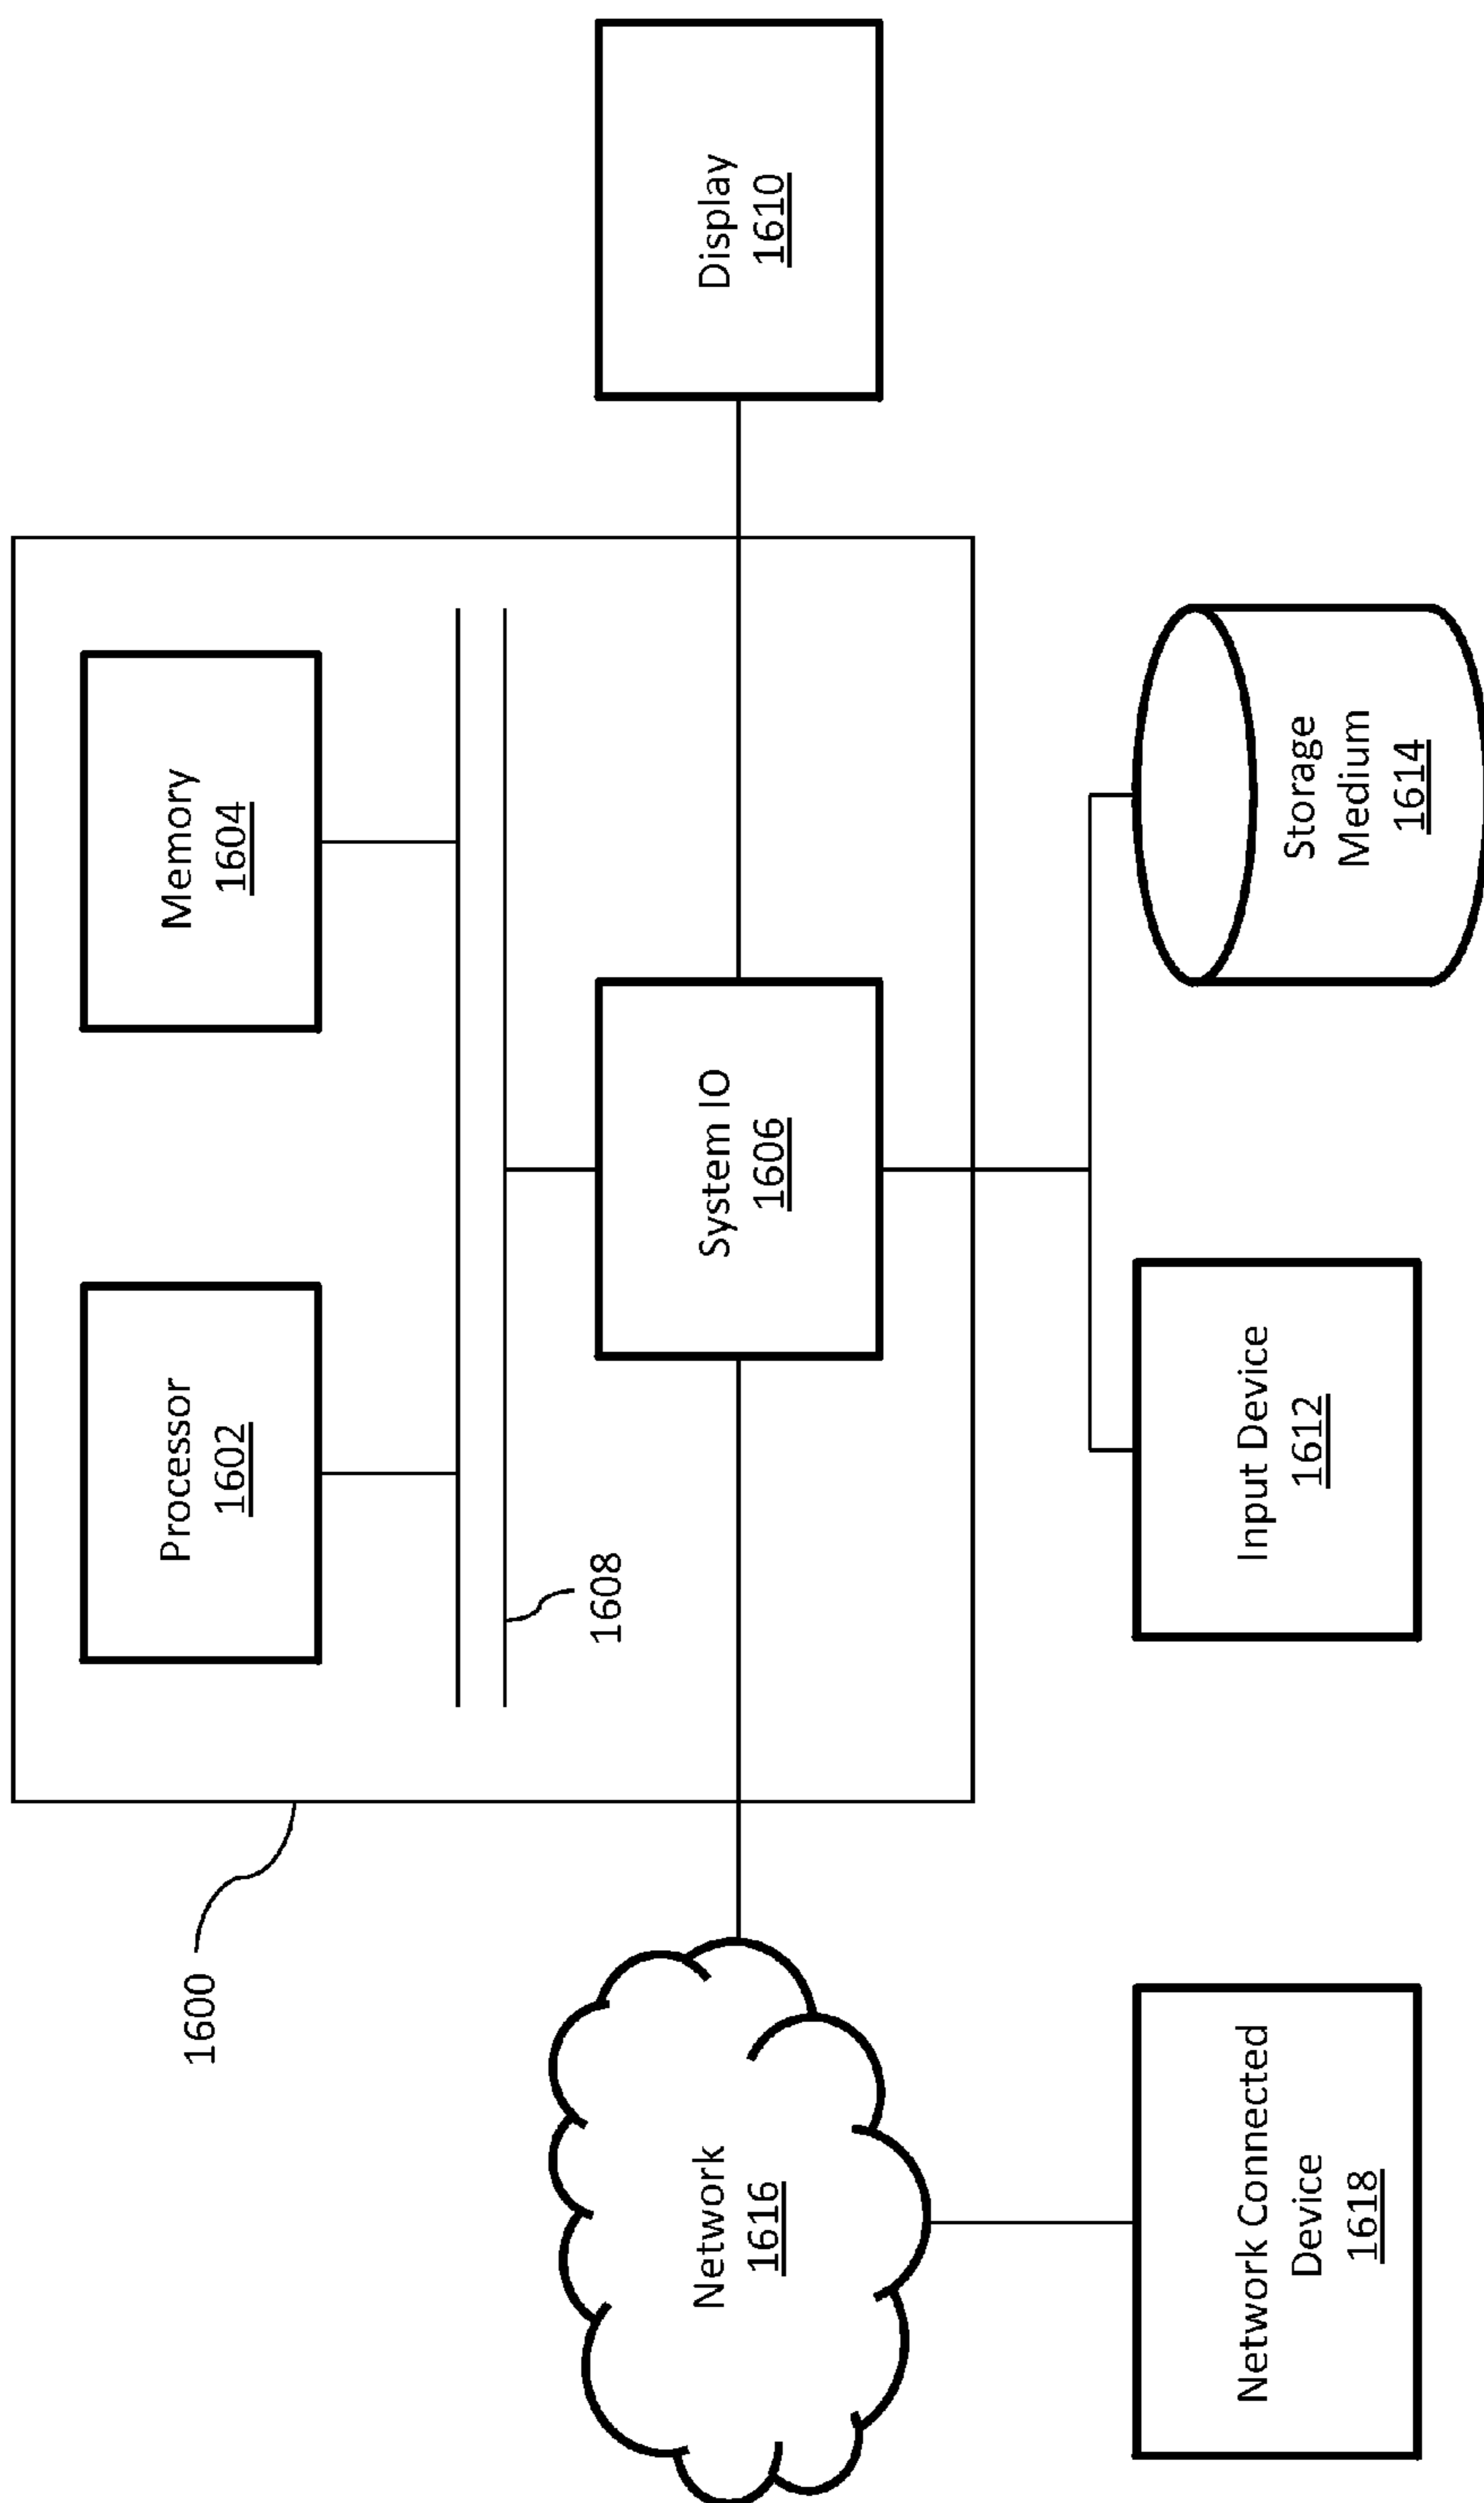 1600
Processor
1602
Memory
1604
1608
Network
1616
System IO
1606
Display
1610
Network Connected
Device
1618
Input Device
1612
Storage
Medium
1614